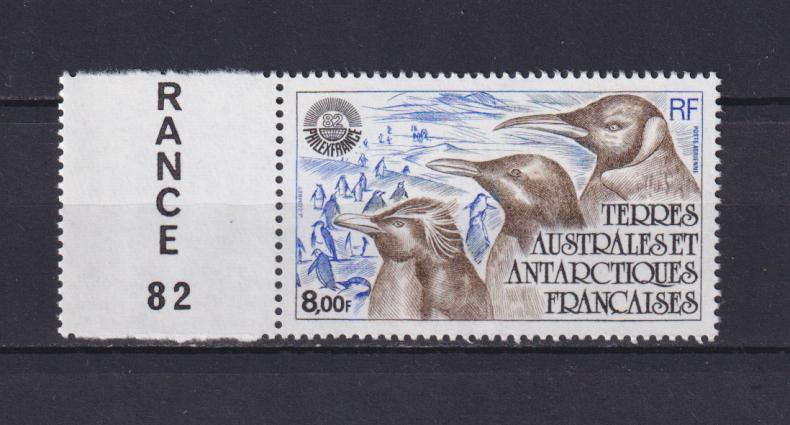 RANCE
82
82
PHILEXFRANCE
RF
POSTE AERIENNE
TERRES
AUSTRALES ET
ANTARCTIQUES
FRANÇAISES
8,00F